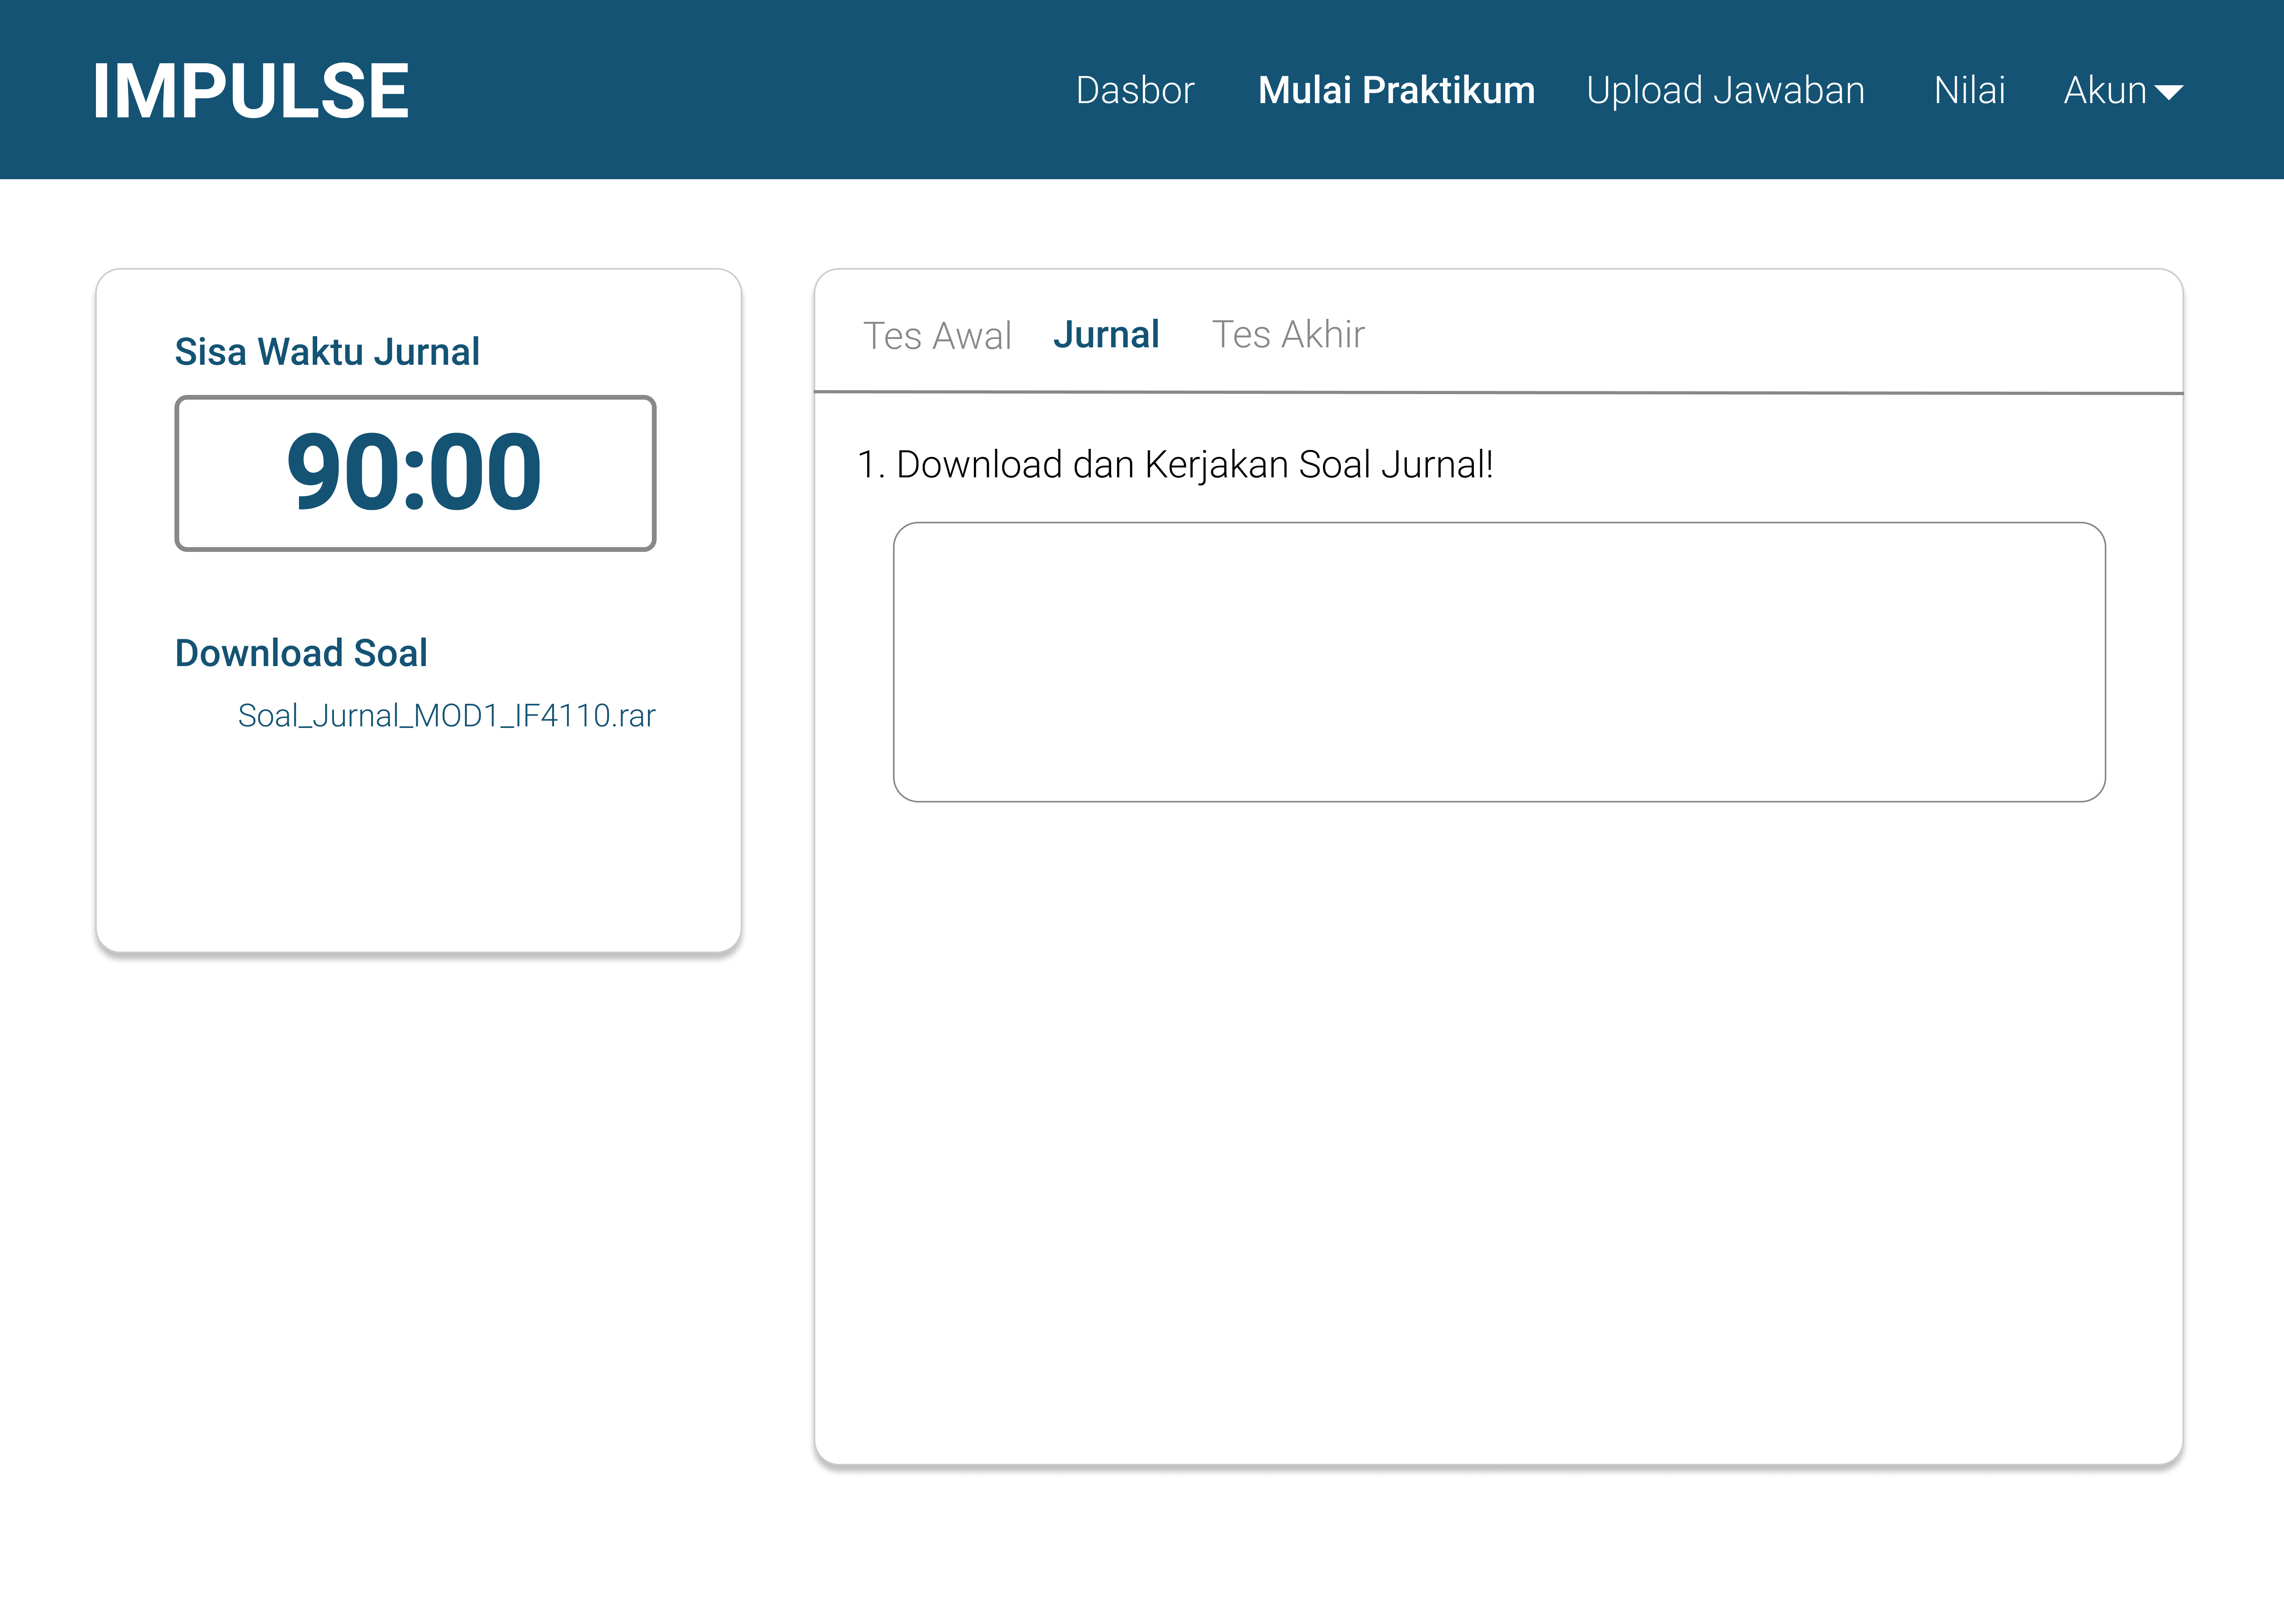 IMPULSE
Dasbor Mulai Praktikum Upload Jawaban Nilai Akun
Sisa Waktu Jurnal
90:00
Download Soal
Soal_Jurnal_MOD1_IF4110.rar
Tes Awal Jurnal Tes Akhir
1. Download dan Kerjakan Soal Jurnal!